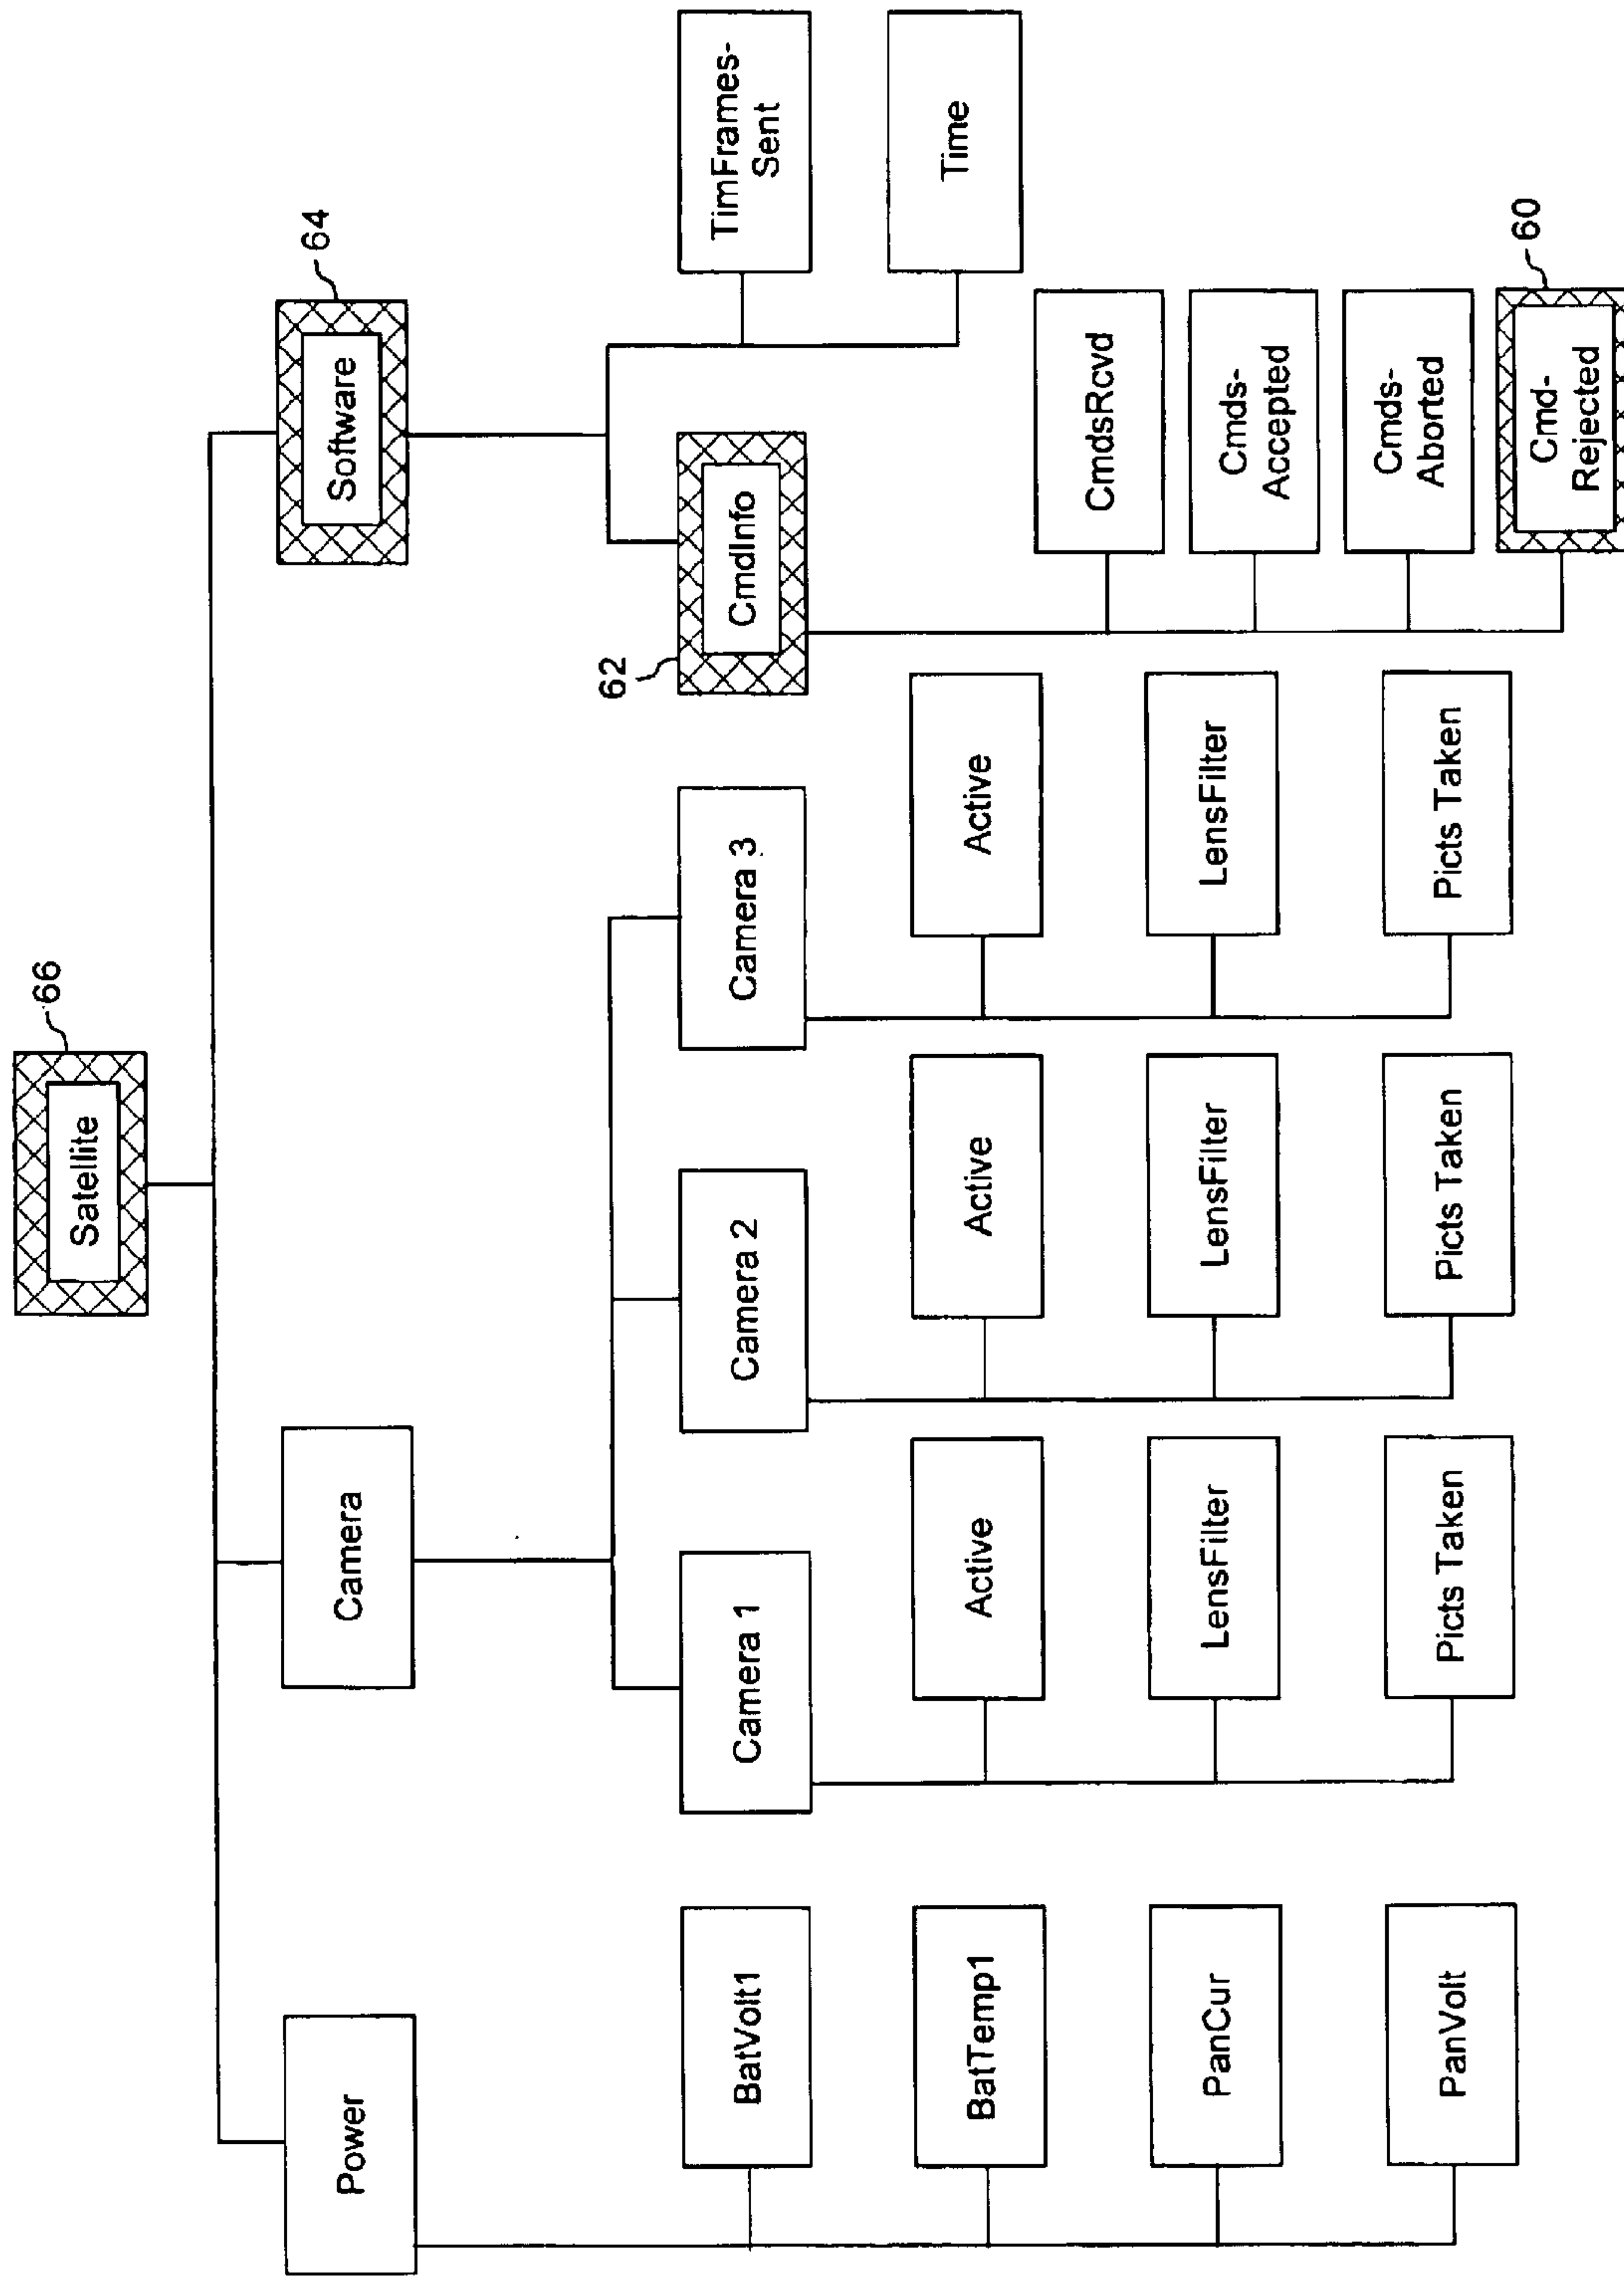 Satellite
66
Power
Camera
Software
64
BatVolt1
BatTemp1
PanCur
PanVolt
Camera 1
Active
LensFilter
Picts Taken
Camera 2
Active
LensFilter
Picts Taken
Camera 3
Active
LensFilter
Picts Taken
62
CmdInfo
CmdsRcvd
Cmds-
Accepted
Cmds-
Aborted
Cmd-
Rejected
60
TimFrames-
Sent
Time